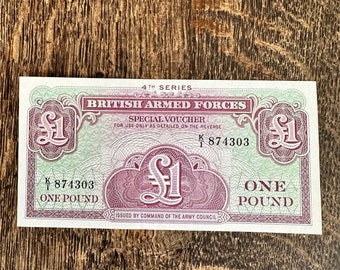 4TH SERIES
BRITISH ARMED FORCES
SPECIAL VOUCHER
FOR USE ONLY AS DETAILED ON THE REVERSE
£1
£1
K/1 874303
K/1 874303
£1
ONE POUND
ONE
POUND
ISSUED BY COMMAND OF THE ARMY COUNCIL